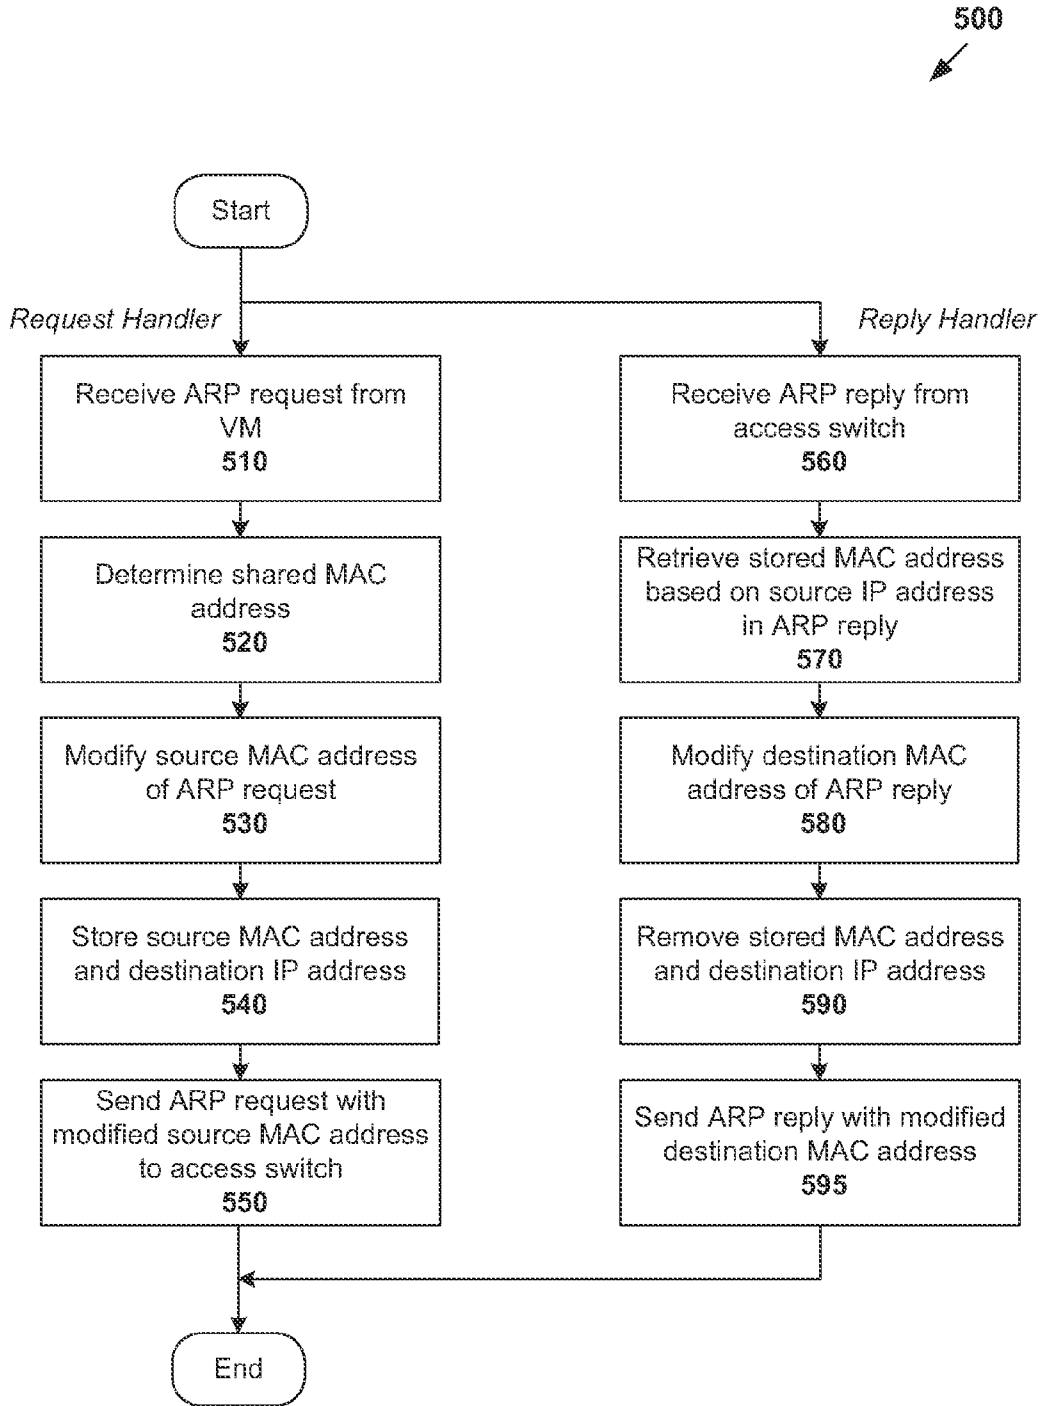 500
Start
Request Handler
Receive ARP request from
VM
510
Determine shared MAC
address
520
Modify source MAC address
of ARP request
530
Store source MAC address
and destination IP address
540
Send ARP request with
modified source MAC address
to access switch
550
Reply Handler
Receive ARP reply from
access switch
560
Retrieve stored MAC address
based on source IP address
in ARP reply
570
Modify destination MAC
address of ARP reply
580
Remove stored MAC address
and destination IP address
590
Send ARP reply with modified
destination MAC address
595
End